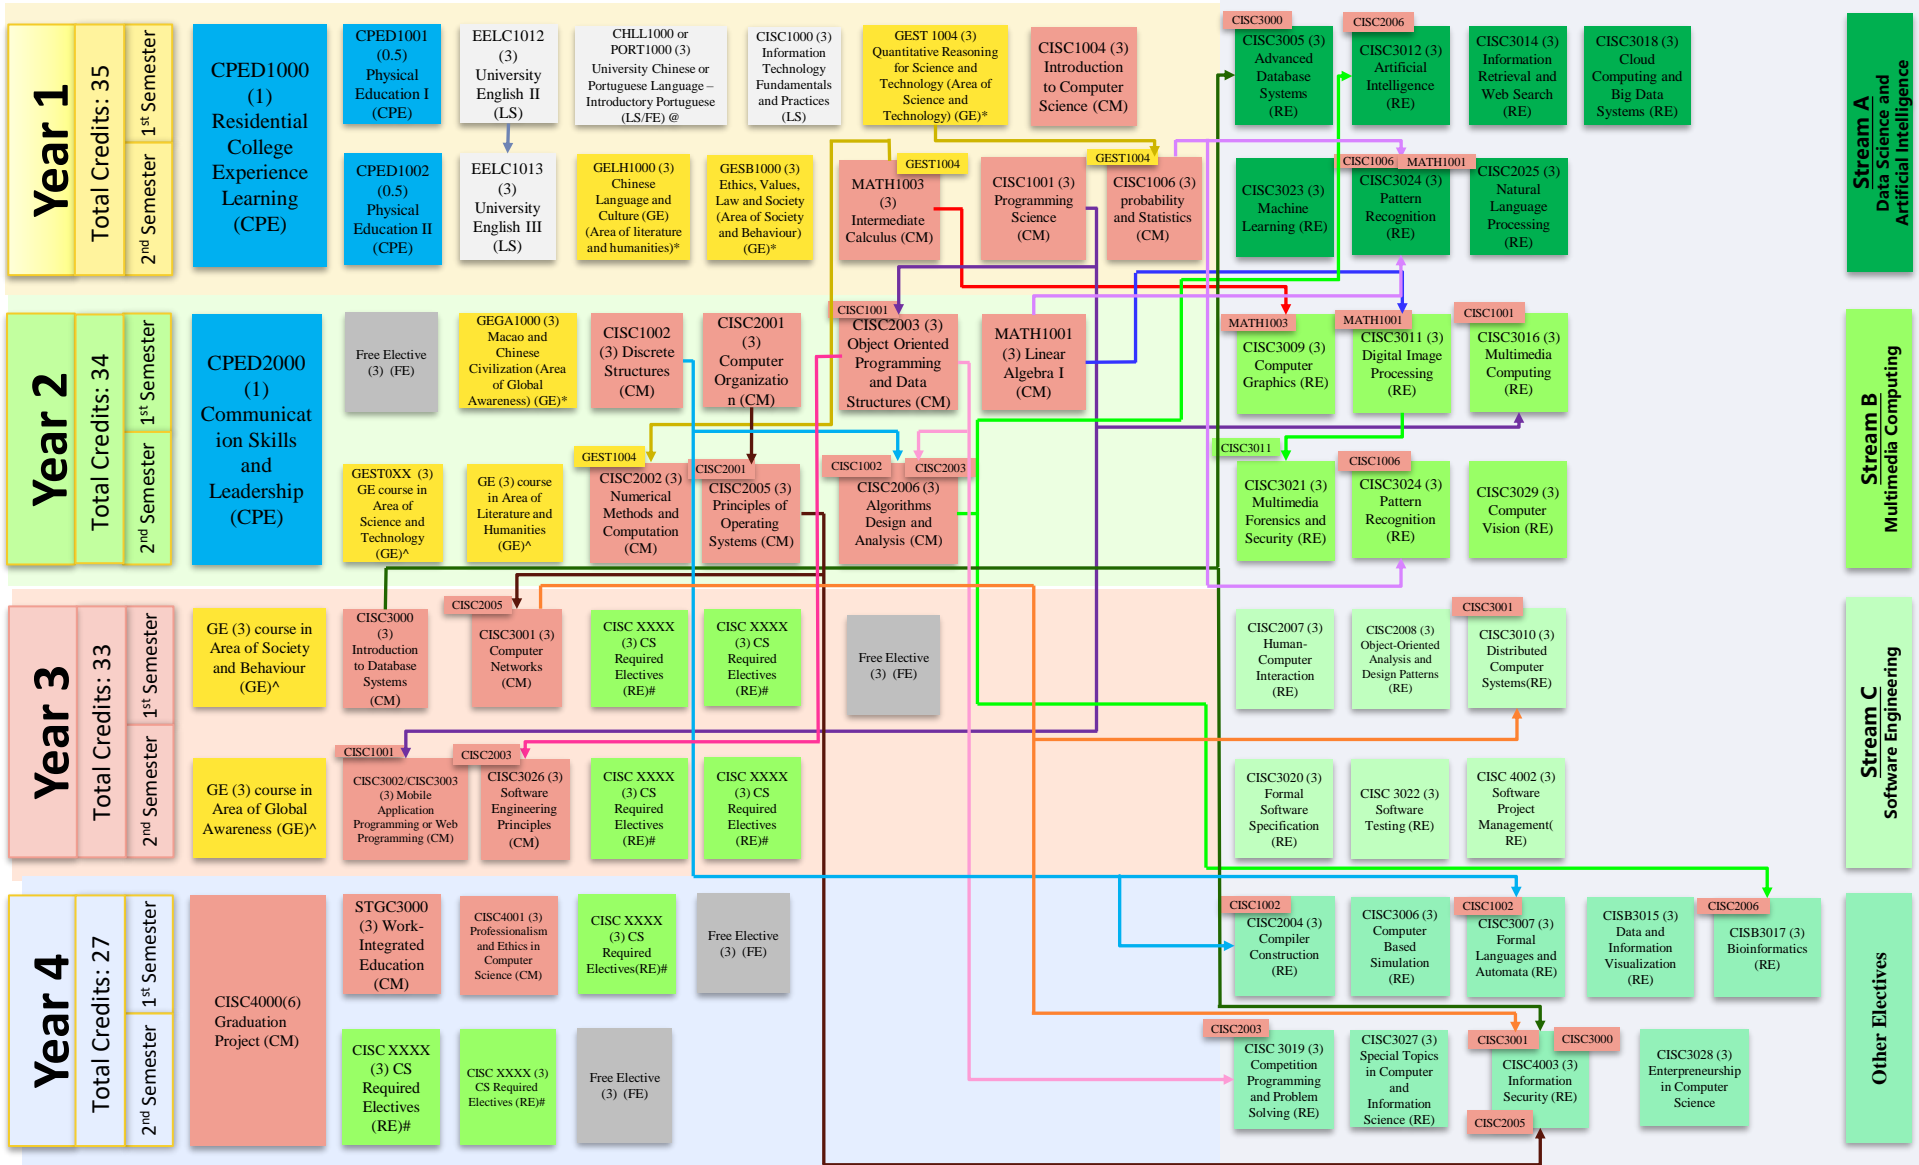 Year 1
Total Credits: 35
1st Semester
2nd Semester
CPED1000
(1)
Residential
College
Experience
Learning
(CPE)
CPED1001
(0.5)
Physical
Education I
(CPE)
EELC1012
(3)
University
English II
(LS)
CHLL1000 or
PORT1000 (3)
University Chinese or
Portuguese Language –
Introductory Portuguese
(LS/FE) @
CISC1000 (3)
Information
Technology
Fundamentals
and Practices
(LS)
GEST 1004 (3)
Quantitative Reasoning
for Science and
Technology (Area of
Science and
Technology) (GE)*
CISC1004 (3)
Introduction
to Computer
Science (CM)
CPED1002
(0.5)
Physical
Education II
(CPE)
EELC1013
(3)
University
English III
(LS)
GELH1000 (3)
Chinese
Language and
Culture (GE)
(Area of literature
and humanities)*
GESB1000 (3)
Ethics, Values,
Law and Society
(Area of Society
and Behaviour)
(GE)*
GEST1004
MATH1003
(3)
Intermediate
Calculus (CM)
CISC1001 (3)
Programming
Science
(CM)
GEST1004
CISC1006 (3)
probability
and Statistics
(CM)
CISC3000
CISC3005 (3)
Advanced
Database
Systems
(RE)
CISC2006
CISC3012 (3)
Artificial
Intelligence
(RE)
CISC3014 (3)
Information
Retrieval and
Web Search
(RE)
CISC3018 (3)
Cloud
Computing and
Big Data
Systems (RE)
CISC3023 (3)
Machine
Learning (RE)
CISC1006
MATH1001
CISC3024 (3)
Pattern
Recognition
(RE)
CISC2025 (3)
Natural
Language
Processing
(RE)
Stream A
Data Science and
Artificial Intelligence
Year 2
Total Credits: 34
1st Semester
2nd Semester
CPED2000
(1)
Communicat
ion Skills
and
Leadership
(CPE)
Free Elective
(3) (FE)
GEGA1000 (3)
Macao and
Chinese
Civilization (Area
of Global
Awareness) (GE)*
CISC1002
(3) Discrete
Structures
(CM)
CISC2001
(3)
Computer
Organizatio
n (CM)
CISC1001
CISC2003 (3)
Object Oriented
Programming
and Data
Structures (CM)
MATH1001
(3) Linear
Algebra I
(CM)
GEST0XX (3)
GE course in
Area of
Science and
Technology
(GE)^
GE (3) course
in Area of
Literature and
Humanities
(GE)^
GEST1004
CISC2002 (3)
Numerical
Methods and
Computation
(CM)
CISC2001
CISC2005 (3)
Principles of
Operating
Systems (CM)
CISC1002
CISC2003
CISC2006 (3)
Algorithms
Design and
Analysis (CM)
MATH1003
CISC3009 (3)
Computer
Graphics (RE)
MATH1001
CISC3011 (3)
Digital Image
Processing
(RE)
CISC1001
CISC3016 (3)
Multimedia
Computing
(RE)
CISC3011
CISC3021 (3)
Multimedia
Forensics and
Security (RE)
CISC1006
CISC3024 (3)
Pattern
Recognition
(RE)
CISC3029 (3)
Computer
Vision (RE)
Stream B
Multimedia Computing
Year 3
Total Credits: 33
1st Semester
2nd Semester
GE (3) course in
Area of Society
and Behaviour
(GE)^
CISC3000
(3)
Introduction
to Database
Systems
(CM)
CISC2005
CISC3001 (3)
Computer
Networks
(CM)
CISC XXXX
(3) CS
Required
Electives
(RE)#
CISC XXXX
(3) CS
Required
Electives
(RE)#
Free Elective
(3) (FE)
GE (3) course in
Area of Global
Awareness (GE)^
CISC1001
CISC3002/CISC3003
(3) Mobile
Application
Programming or Web
Programming (CM)
CISC2003
CISC3026 (3)
Software
Engineering
Principles
(CM)
CISC XXXX
(3) CS
Required
Electives
(RE)#
CISC XXXX
(3) CS
Required
Electives
(RE)#
CISC2007 (3)
Human-
Computer
Interaction
(RE)
CISC2008 (3)
Object-Oriented
Analysis and
Design Patterns
(RE)
CISC3001
CISC3010 (3)
Distributed
Computer
Systems(RE)
CISC3020 (3)
Formal
Software
Specification
(RE)
CISC 3022 (3)
Software
Testing (RE)
CISC 4002 (3)
Software
Project
Management(
RE)
Stream C
Software Engineering
Year 4
Total Credits: 27
1st Semester
2nd Semester
CISC4000(6)
Graduation
Project (CM)
STGC3000
(3) Work-
Integrated
Education
(CM)
CISC4001 (3)
Professionalism
and Ethics in
Computer
Science (CM)
CISC XXXX
(3) CS
Required
Electives(RE)#
Free Elective
(3) (FE)
CISC XXXX
(3) CS
Required
Electives
(RE)#
CISC XXXX (3)
CS Required
Electives (RE)#
Free Elective
(3) (FE)
CISC1002
CISC2004 (3)
Compiler
Construction
(RE)
CISC3006 (3)
Computer
Based
Simulation
(RE)
CISC1002
CISC3007 (3)
Formal
Languages and
Automata (RE)
CISB3015 (3)
Data and
Information
Visualization
(RE)
CISC2006
CISB3017 (3)
Bioinformatics
(RE)
CISC2003
CISC 3019 (3)
Competition
Programming
and Problem
Solving (RE)
CISC3027 (3)
Special Topics
in Computer
and
Information
Science (RE)
CISC3001
CISC3000
CISC4003 (3)
Information
Security (RE)
CISC2005
CISC3028 (3)
Enterpreneurship
in Computer
Science
Other Electives